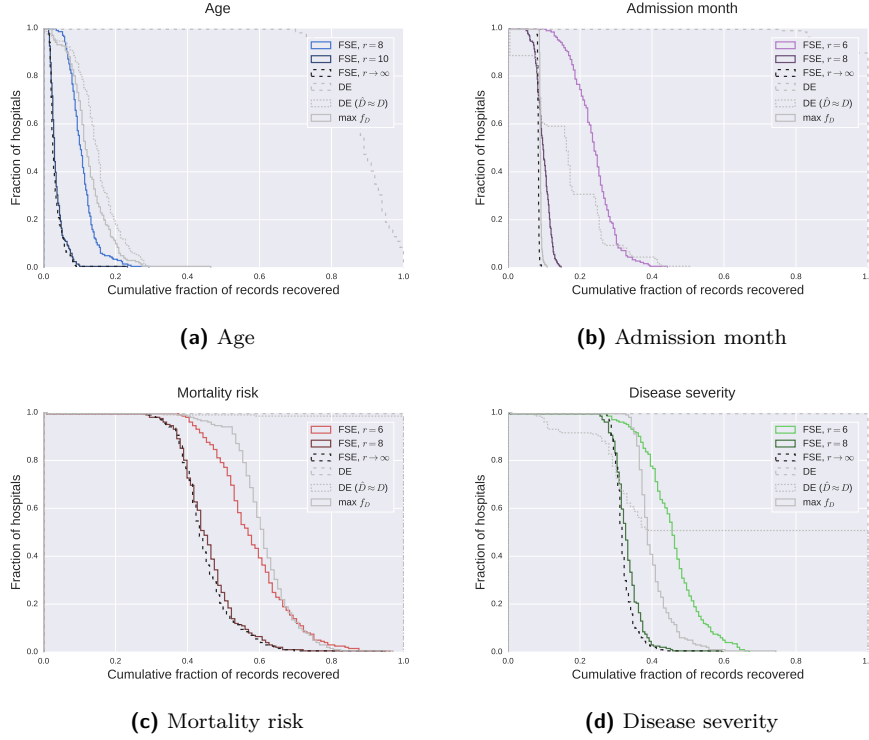 Age
Fraction of hospitals
1.0
0.8
0.6
0.4
0.2
0.0
FSE, r = 8
FSE, r = 10
FSE, r → ∞
DE
DE (D̂ ≈ D)
max f_D
0.0 0.2 0.4 0.6 0.8 1.0
Cumulative fraction of records recovered
(a) Age
Admission month
Fraction of hospitals
1.0
0.8
0.6
0.4
0.2
0.0
FSE, r = 6
FSE, r = 8
FSE, r → ∞
DE
DE (D̂ ≈ D)
max f_D
0.0 0.2 0.4 0.6 0.8 1.0
Cumulative fraction of records recovered
(b) Admission month
Mortality risk
Fraction of hospitals
1.0
0.8
0.6
0.4
0.2
0.0
FSE, r = 6
FSE, r = 8
FSE, r → ∞
DE
DE (D̂ ≈ D)
max f_D
0.0 0.2 0.4 0.6 0.8 1.0
Cumulative fraction of records recovered
(c) Mortality risk
Disease severity
Fraction of hospitals
1.0
0.8
0.6
0.4
0.2
0.0
FSE, r = 6
FSE, r = 8
FSE, r → ∞
DE
DE (D̂ ≈ D)
max f_D
0.0 0.2 0.4 0.6 0.8 1.0
Cumulative fraction of records recovered
(d) Disease severity